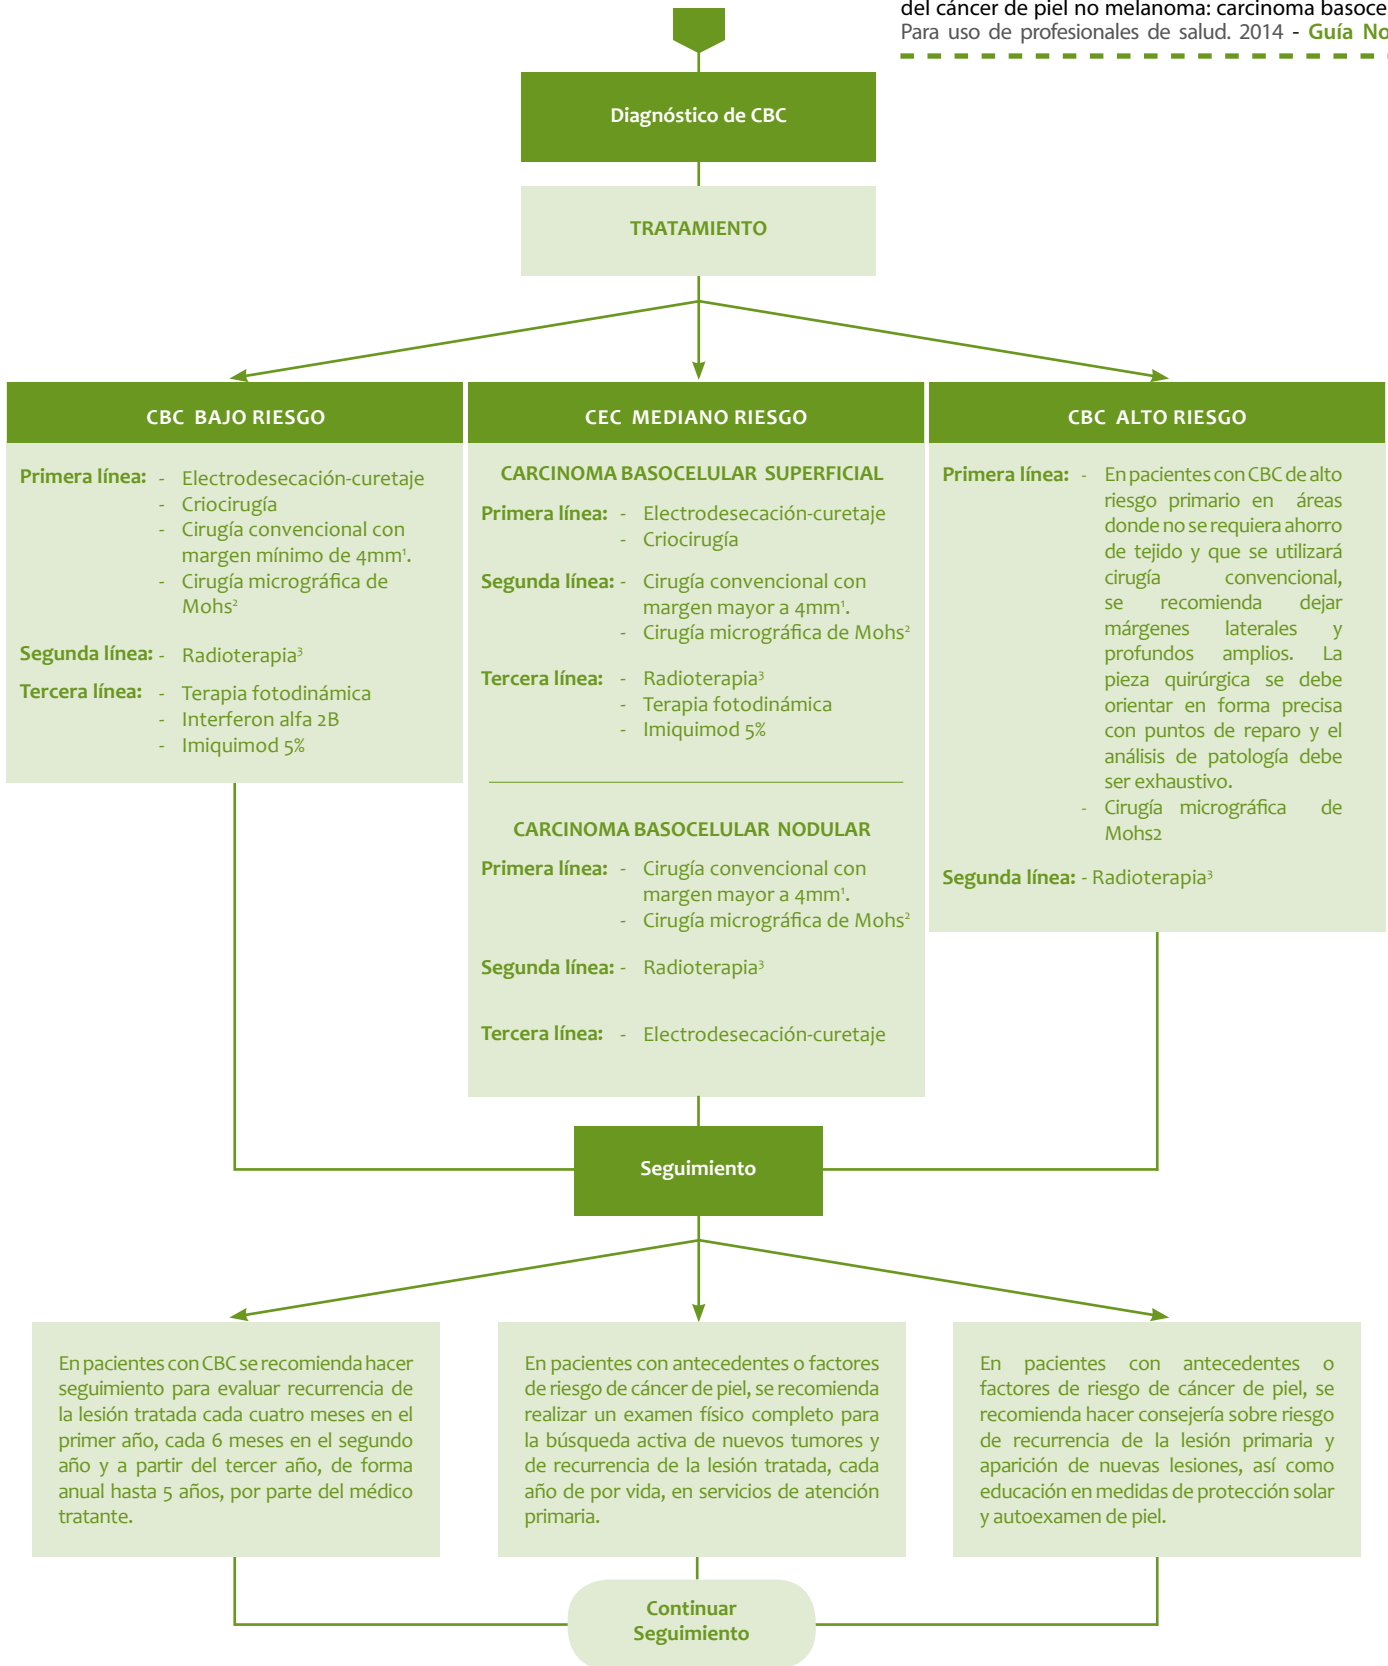 del cáncer de piel no melanoma: carcinoma basoce
Para uso de profesionales de salud. 2014 - Guía No
Diagnóstico de CBC
TRATAMIENTO
CBC BAJO RIESGO
Primera línea: - Electrodesecación-curetaje
- Criocirugía
- Cirugía convencional con
margen mínimo de 4mm¹.
- Cirugía micrográfica de
Mohs²
Segunda línea: - Radioterapia³
Tercera línea: - Terapia fotodinámica
- Interferon alfa 2B
- Imiquimod 5%
CEC MEDIANO RIESGO
CARCINOMA BASOCELULAR SUPERFICIAL
Primera línea: - Electrodesecación-curetaje
- Criocirugía
Segunda línea: - Cirugía convencional con
margen mayor a 4mm¹.
- Cirugía micrográfica de Mohs²
Tercera línea: - Radioterapia³
- Terapia fotodinámica
- Imiquimod 5%
CARCINOMA BASOCELULAR NODULAR
Primera línea: - Cirugía convencional con
margen mayor a 4mm¹.
- Cirugía micrográfica de Mohs²
Segunda línea: - Radioterapia³
Tercera línea: - Electrodesecación-curetaje
CBC ALTO RIESGO
Primera línea: - En pacientes con CBC de alto
riesgo primario en áreas
donde no se requiera ahorro
de tejido y que se utilizará
cirugía convencional,
se recomienda dejar
márgenes laterales y
profundos amplios. La
pieza quirúrgica se debe
orientar en forma precisa
con puntos de reparo y el
análisis de patología debe
ser exhaustivo.
- Cirugía micrográfica de
Mohs2
Segunda línea: - Radioterapia³
Seguimiento
En pacientes con CBC se recomienda hacer
seguimiento para evaluar recurrencia de
la lesión tratada cada cuatro meses en el
primer año, cada 6 meses en el segundo
año y a partir del tercer año, de forma
anual hasta 5 años, por parte del médico
tratante.
En pacientes con antecedentes o factores
de riesgo de cáncer de piel, se recomienda
realizar un examen físico completo para
la búsqueda activa de nuevos tumores y
de recurrencia de la lesión tratada, cada
año de por vida, en servicios de atención
primaria.
En pacientes con antecedentes o
factores de riesgo de cáncer de piel, se
recomienda hacer consejería sobre riesgo
de recurrencia de la lesión primaria y
aparición de nuevas lesiones, así como
educación en medidas de protección solar
y autoexamen de piel.
Continuar
Seguimiento